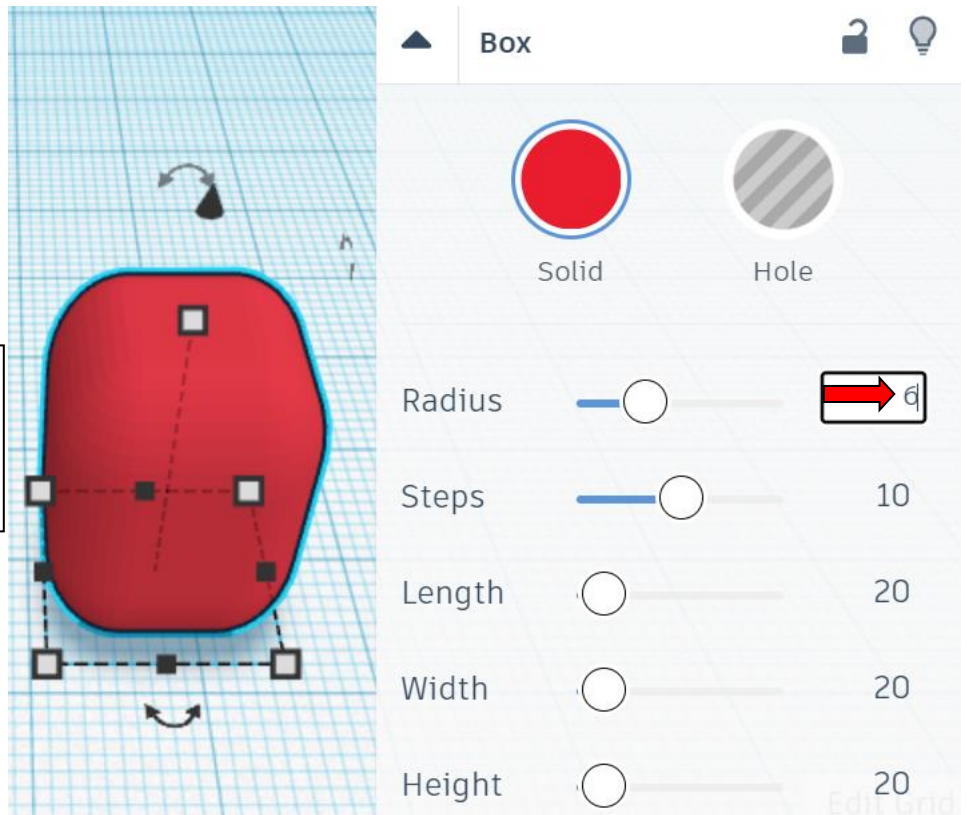 Box
Solid Hole
Radius 6
Steps 10
Length 20
Width 20
Height 20
Edit Grid